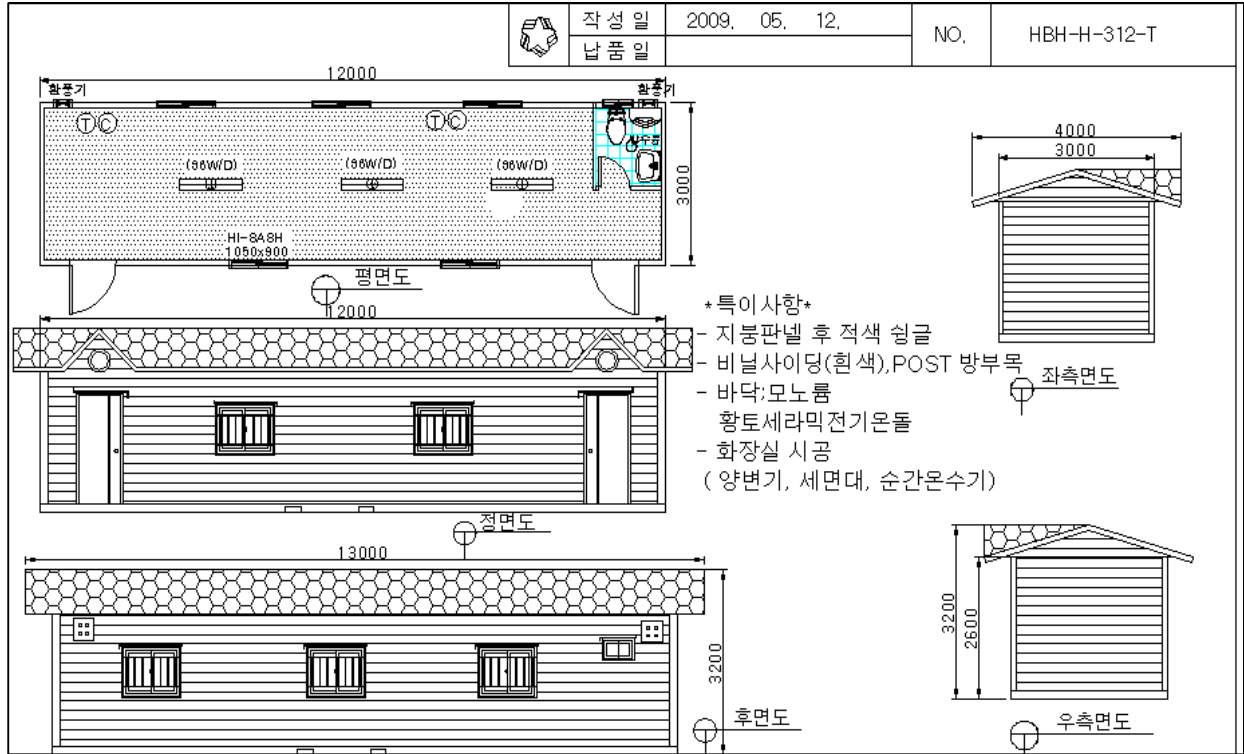 작 성 일
2009. 05. 12.
NO.
HBH-H-312-T
납 품 일
12000
환풍기
환풍기
T C
T C
(96W/D)
(96W/D)
(96W/D)
3000
HI-8A8H
1050x900
평면도
4000
3000
좌측면도
12000
정면도
*특이사항*
- 지붕판넬 후 적색 슁글
- 비닐사이딩(흰색),POST 방부목
- 바닥;모노륨
황토세라믹전기온돌
- 화장실 시공
( 양변기, 세면대, 순간온수기)
13000
3200
후면도
3200
2600
우측면도